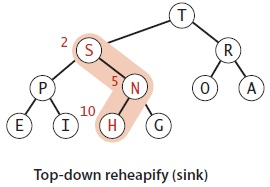 T
2 S R
P 5 N O A
10
E I H G
Top-down reheapify (sink)